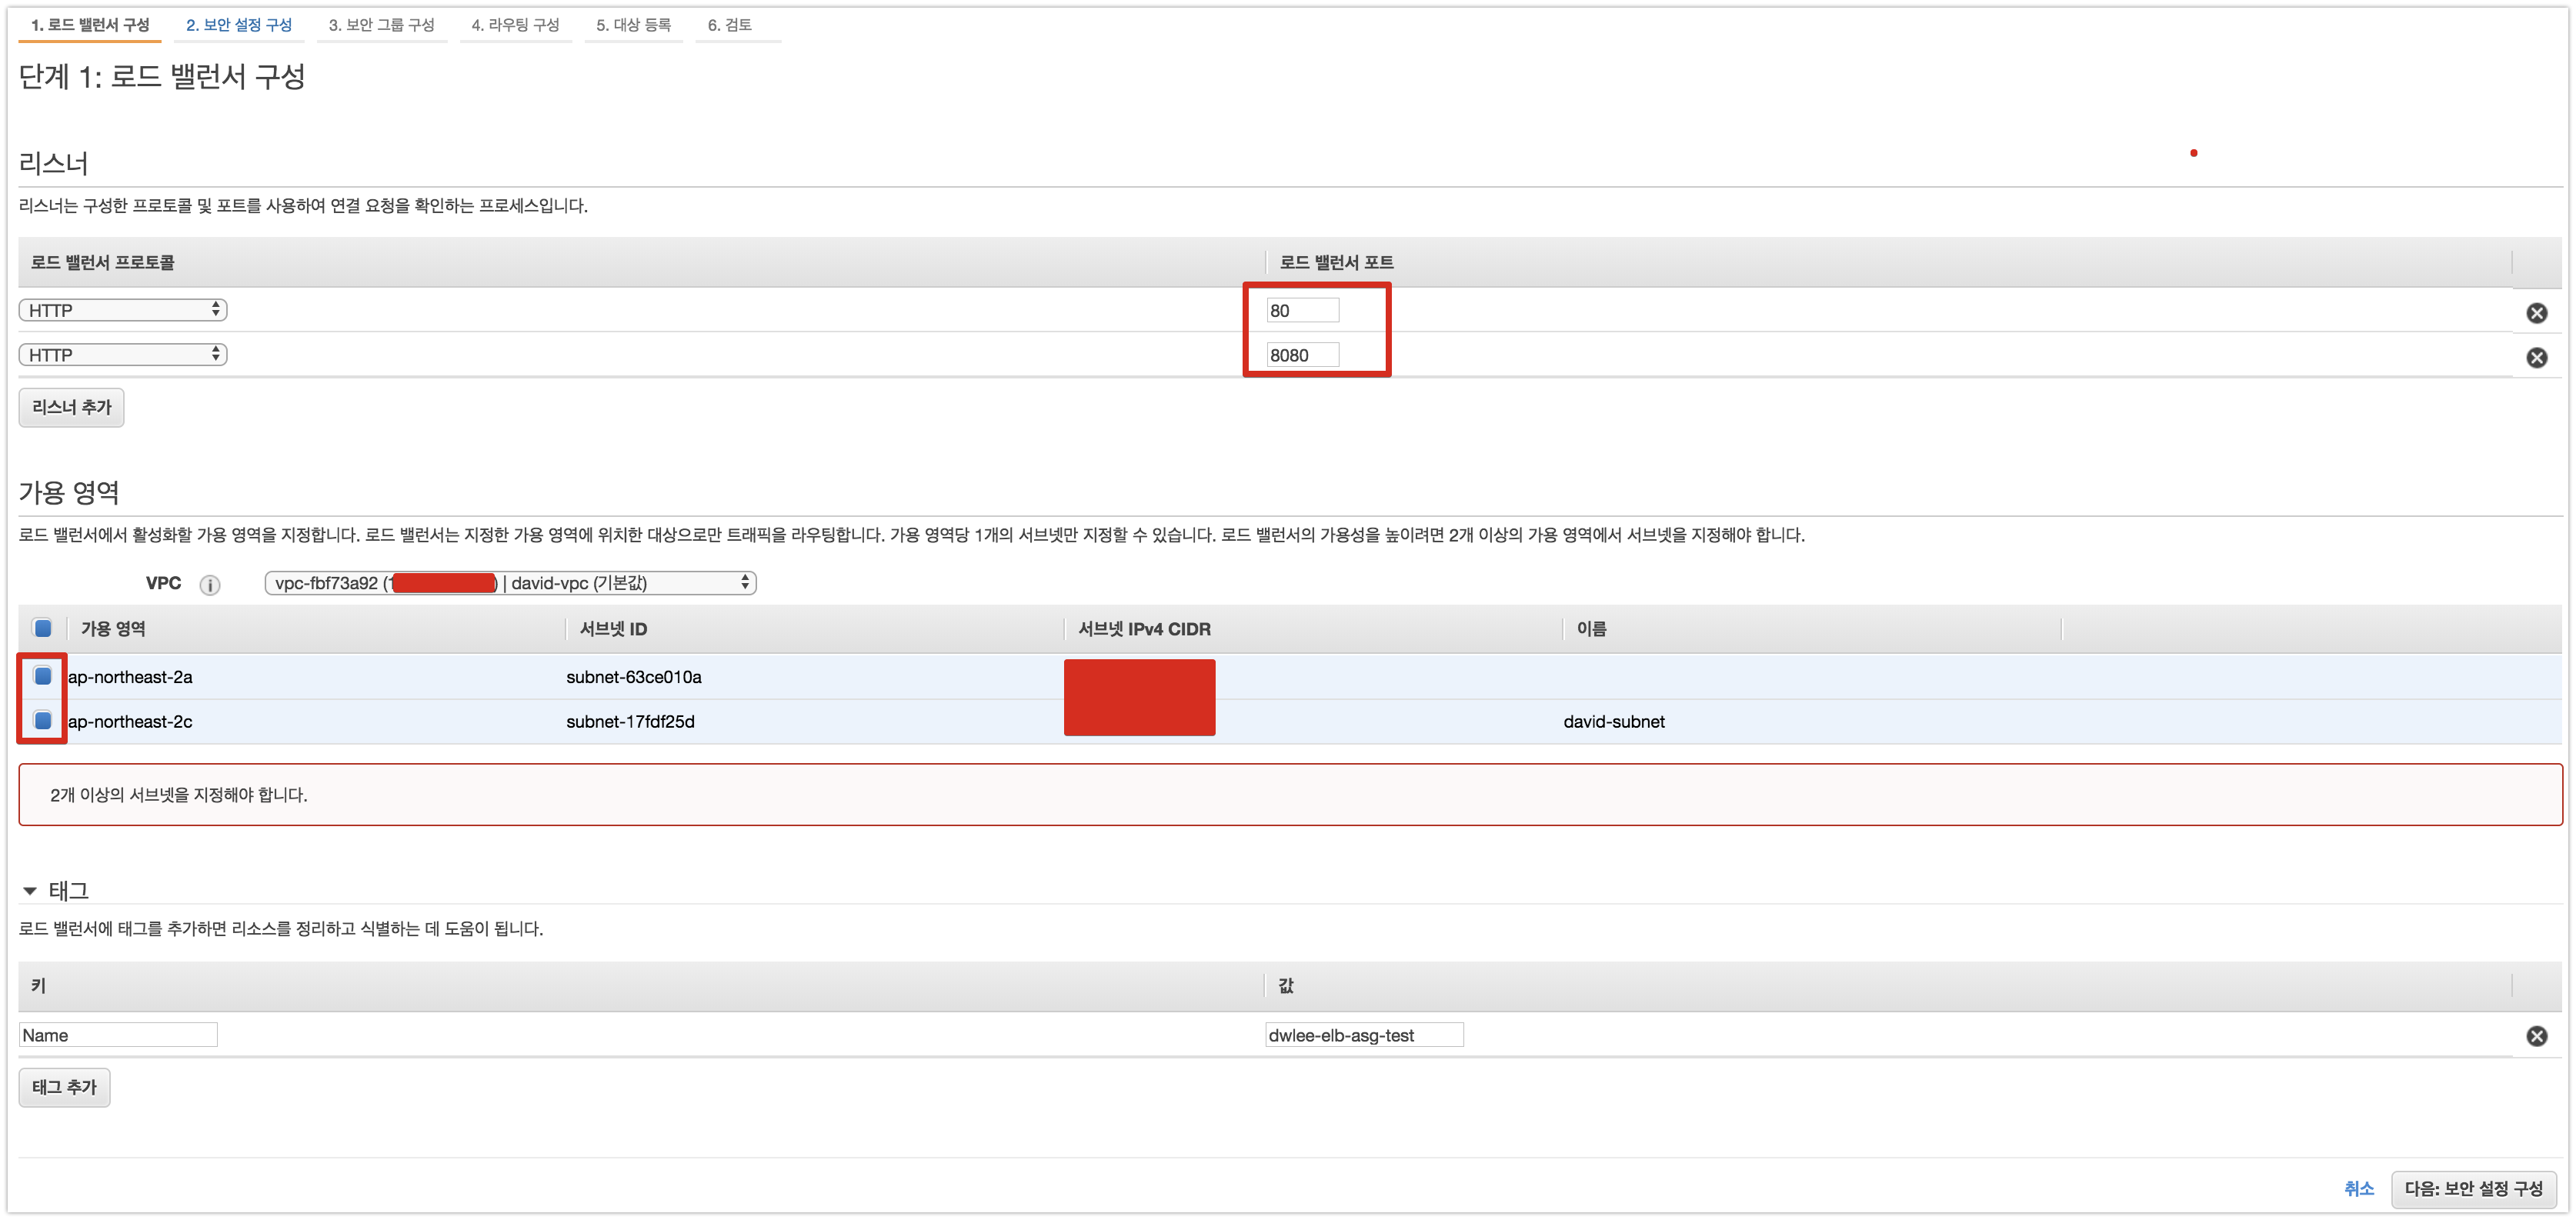 1. 로드 밸런서 구성 2. 보안 설정 구성 3. 보안 그룹 구성 4. 라우팅 구성 5. 대상 등록 6. 검토
단계 1: 로드 밸런서 구성
리스너
리스너는 구성한 프로토콜 및 포트를 사용하여 연결 요청을 확인하는 프로세스입니다.
로드 밸런서 프로토콜 로드 밸런서 포트
HTTP 80
HTTP 8080
리스너 추가
가용 영역
로드 밸런서에서 활성화할 가용 영역을 지정합니다. 로드 밸런서는 지정한 가용 영역에 위치한 대상으로만 트래픽을 라우팅합니다. 가용 영역당 1개의 서브넷만 지정할 수 있습니다. 로드 밸런서의 가용성을 높이려면 2개 이상의 가용 영역에서 서브넷을 지정해야 합니다.
VPC i vpc-fbf73a92 (1 ) | david-vpc (기본값)
가용 영역 서브넷 ID 서브넷 IPv4 CIDR 이름
ap-northeast-2a subnet-63ce010a
ap-northeast-2c subnet-17fdf25d david-subnet
2개 이상의 서브넷을 지정해야 합니다.
태그
로드 밸런서에 태그를 추가하면 리소스를 정리하고 식별하는 데 도움이 됩니다.
키 값
Name dwlee-elb-asg-test
태그 추가
취소 다음: 보안 설정 구성